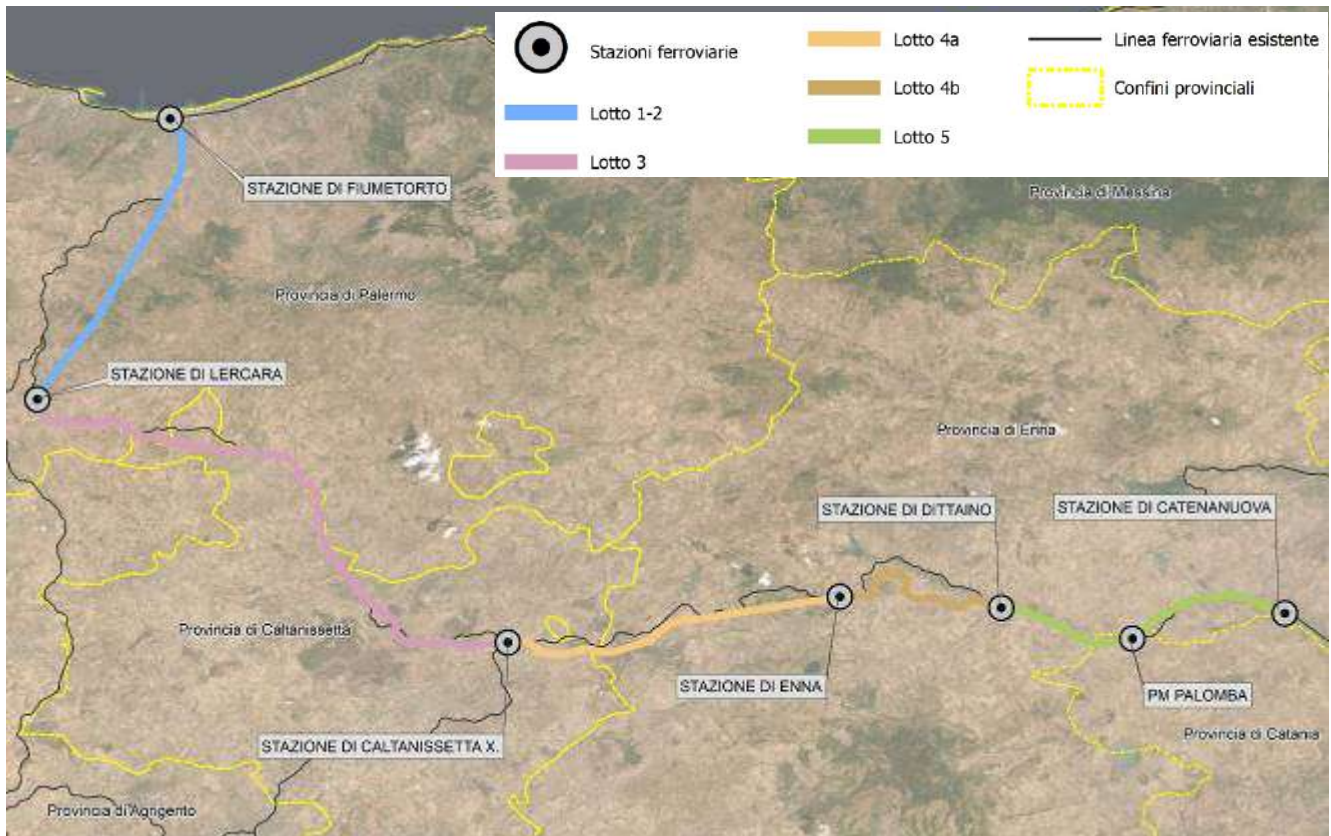 Stazioni ferroviarie
Lotto 1-2
Lotto 3
Lotto 4a
Lotto 4b
Lotto 5
Linea ferroviaria esistente
Confini provinciali
STAZIONE DI FIUMETORTO
Provincia di Messina
Provincia di Palermo
STAZIONE DI LERCARA
Provincia di Enna
STAZIONE DI DITTAINO
STAZIONE DI CATENANUOVA
Provincia di Caltanissetta
STAZIONE DI ENNA
PM PALOMBA
STAZIONE DI CALTANISSETTA X.
Provincia di Catania
Provincia di Agrigento